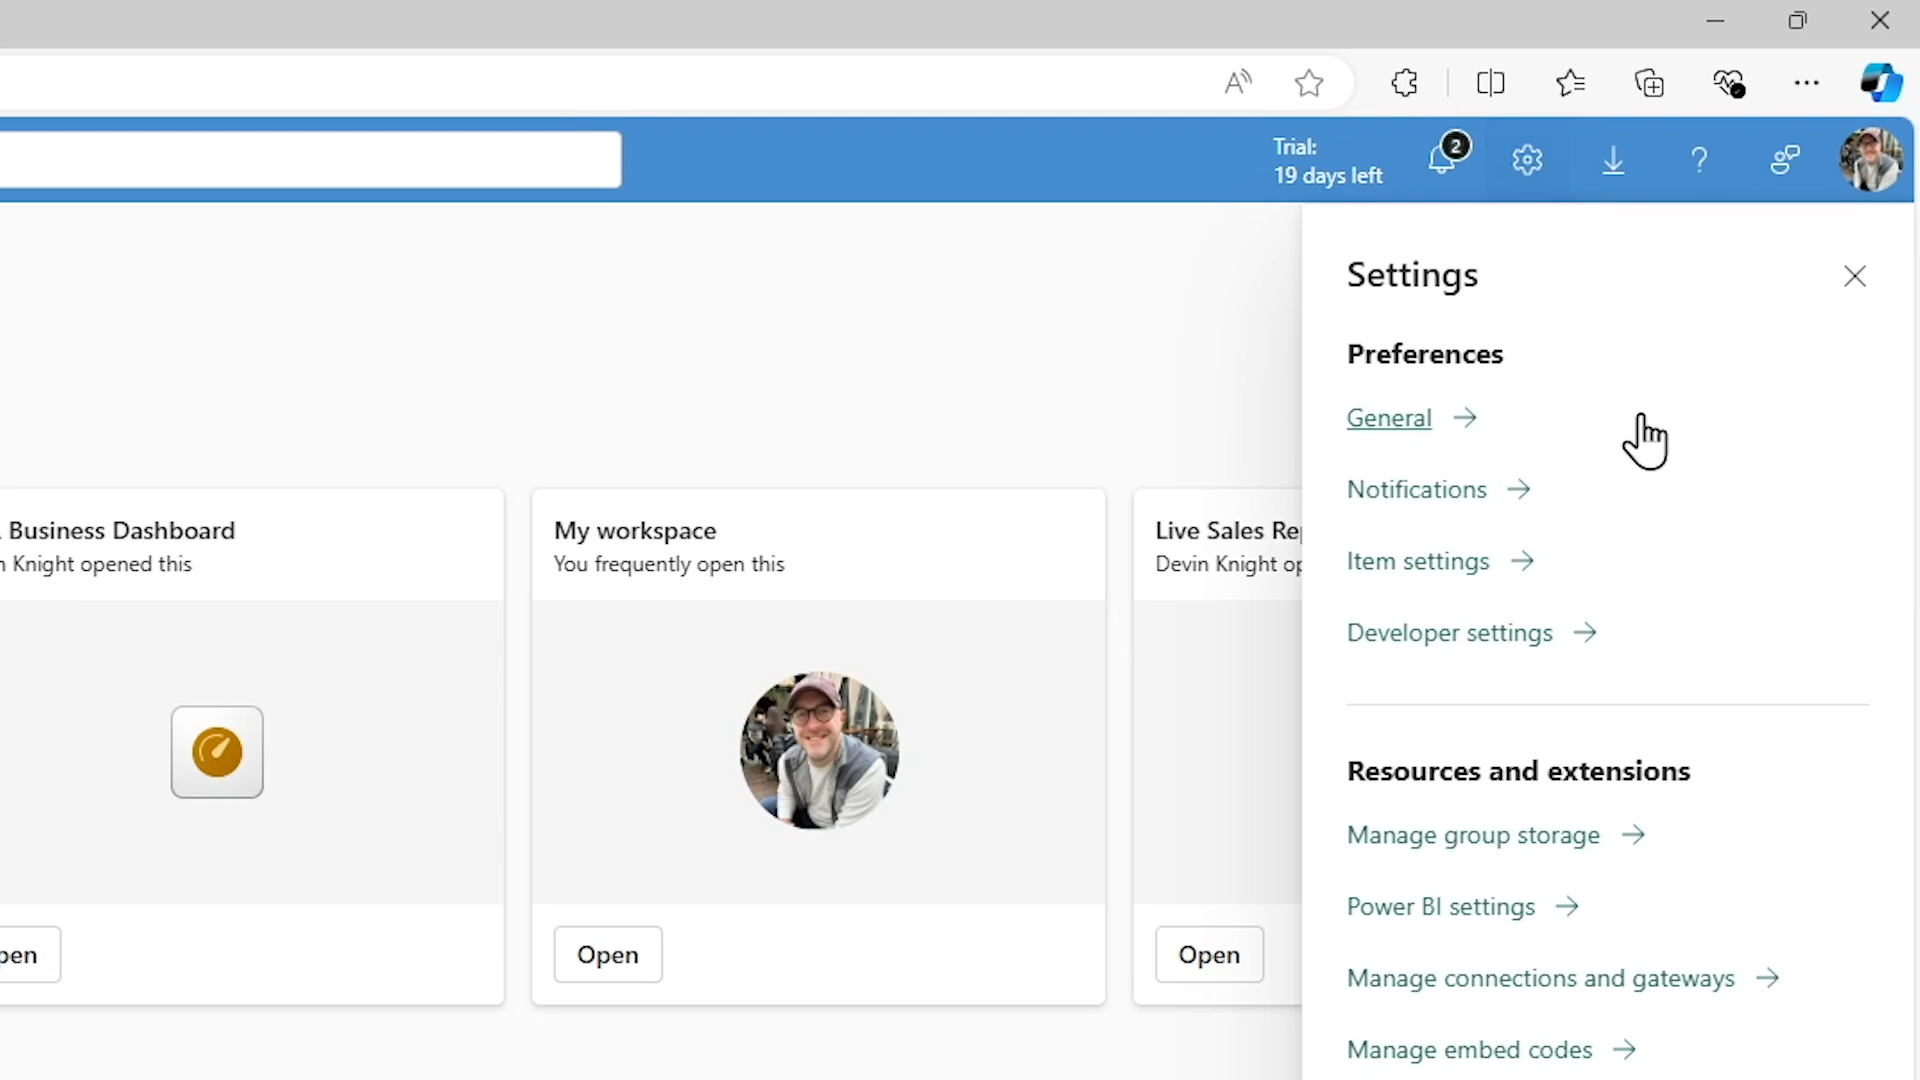 Trial:
19 days left
2
?
Settings
Preferences
General
Notifications
Item settings
Developer settings
Resources and extensions
Manage group storage
Power BI settings
Manage connections and gateways
Manage embed codes
Business Dashboard
Knight opened this
pen
My workspace
You frequently open this
Open
Live Sales Re
Devin Knight op
Open